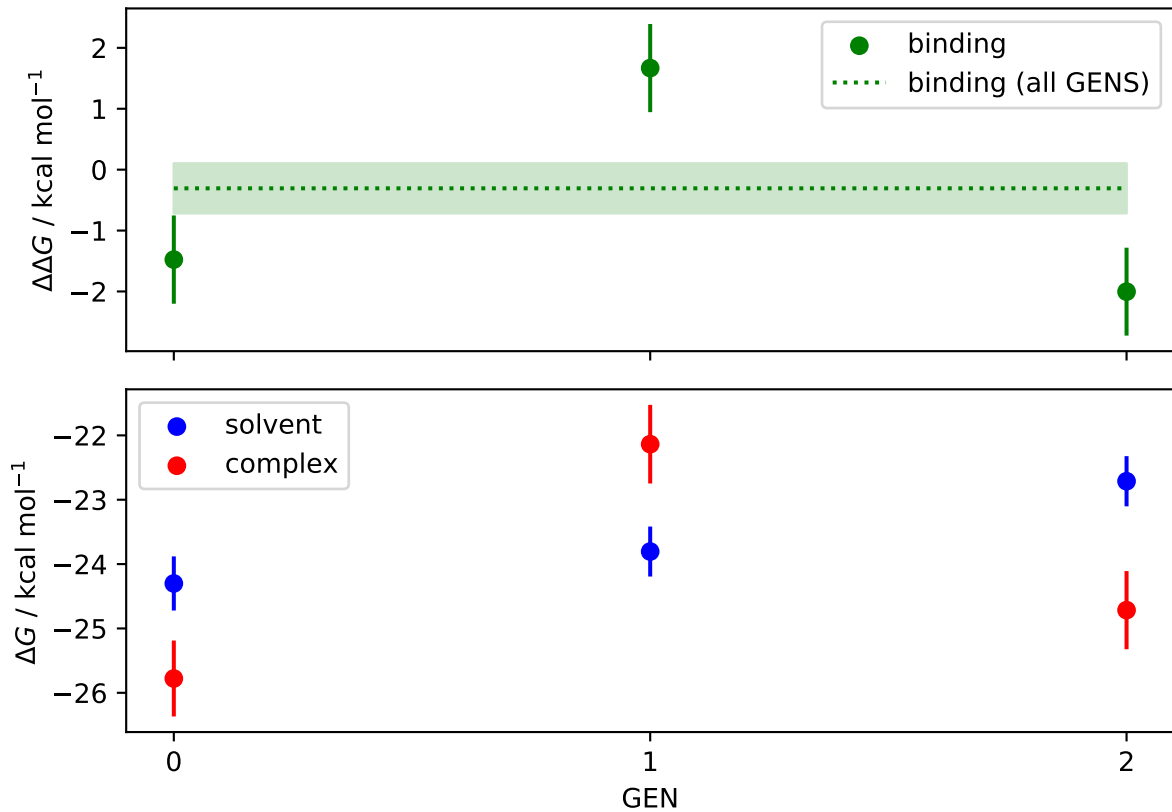 2
1
0
−1
−2
ΔΔG / kcal mol⁻¹
binding
binding (all GENS)
−22
−23
−24
−25
−26
ΔG / kcal mol⁻¹
solvent
complex
0 1 2
GEN